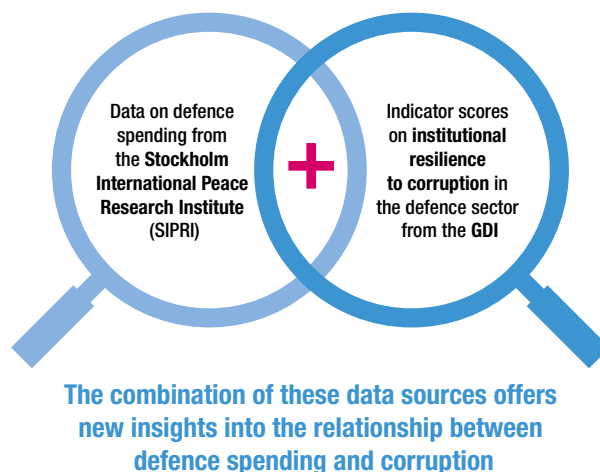 Data on defence
spending from
the Stockholm
International Peace
Research Institute
(SIPRI)
+
Indicator scores
on institutional
resilience
to corruption in
the defence sector
from the GDI
The combination of these data sources offers
new insights into the relationship between
defence spending and corruption